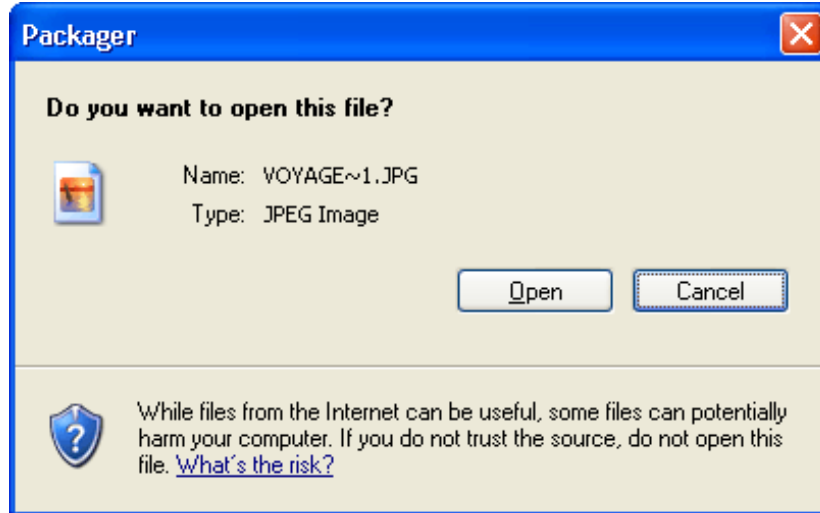 Packager
Do you want to open this file?
Name: VOYAGE~1.JPG
Type: JPEG Image
Open Cancel
While files from the Internet can be useful, some files can potentially
harm your computer. If you do not trust the source, do not open this
file. What's the risk?